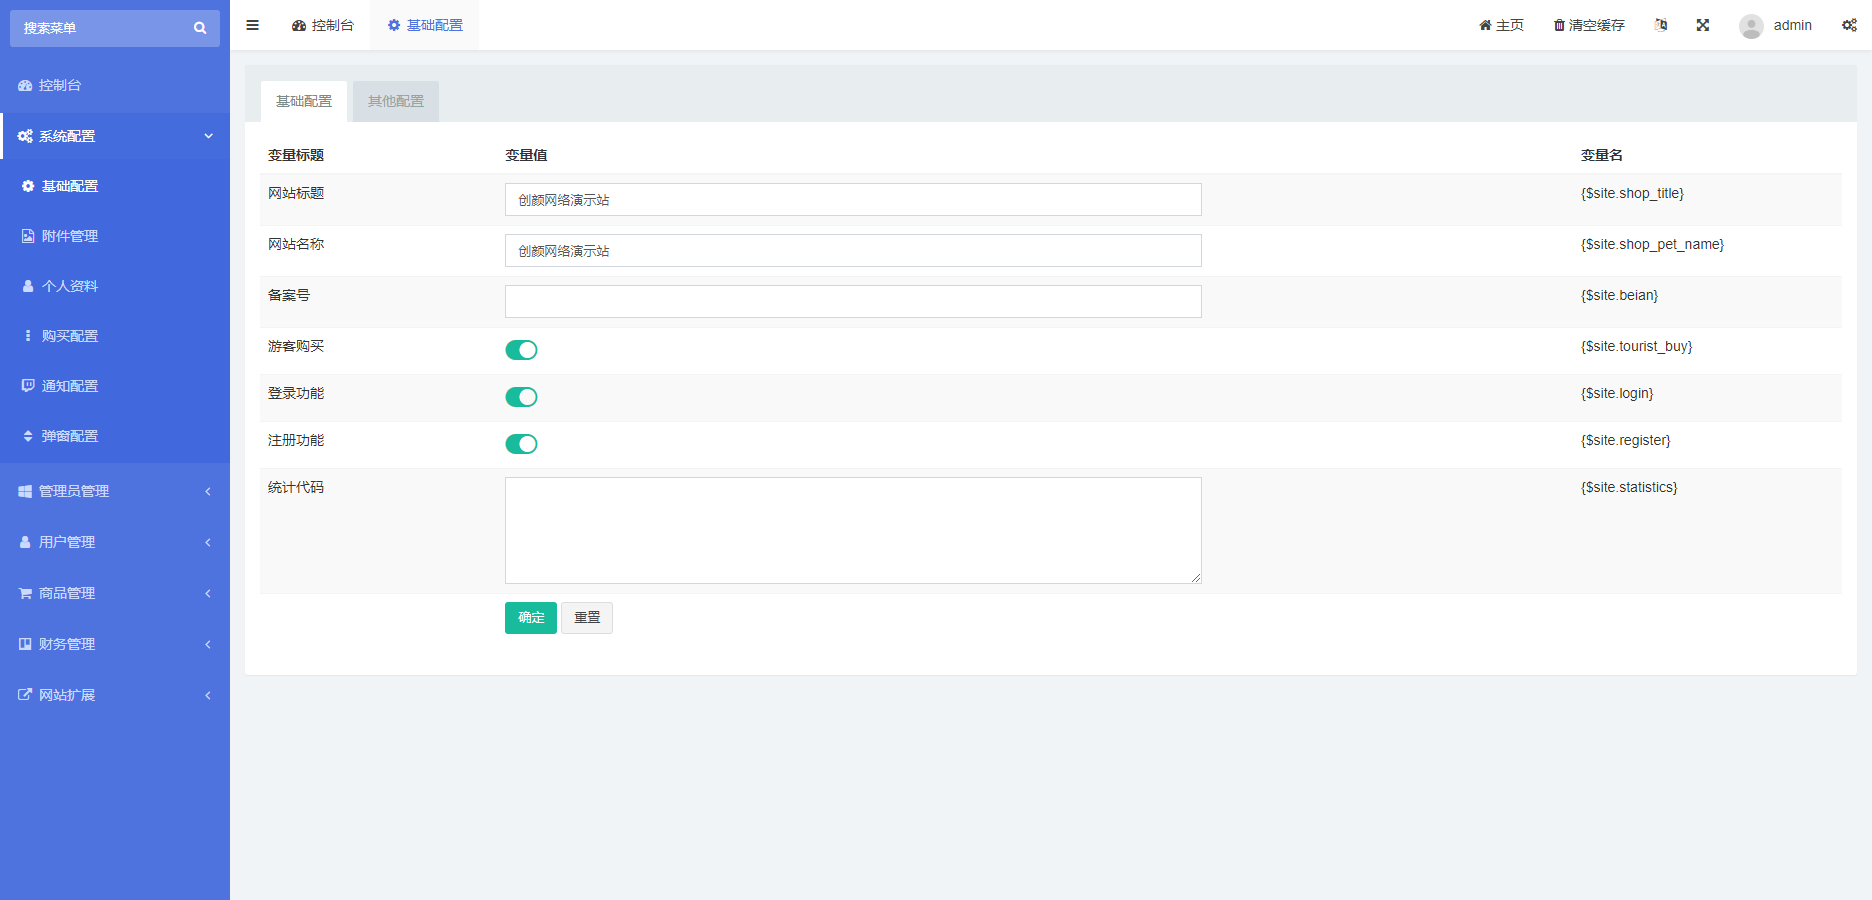 搜索菜单
控制台
系统配置
基础配置
附件管理
个人资料
购买配置
通知配置
弹窗配置
管理员管理
用户管理
商品管理
财务管理
网站扩展
控制台 基础配置 主页 清空缓存 admin
基础配置 其他配置
变量标题 变量值 变量名
网站标题 创颜网络演示站 {$site.shop_title}
网站名称 创颜网络演示站 {$site.shop_pet_name}
备案号 {$site.beian}
游客购买 {$site.tourist_buy}
登录功能 {$site.login}
注册功能 {$site.register}
统计代码 {$site.statistics}
确定 重置